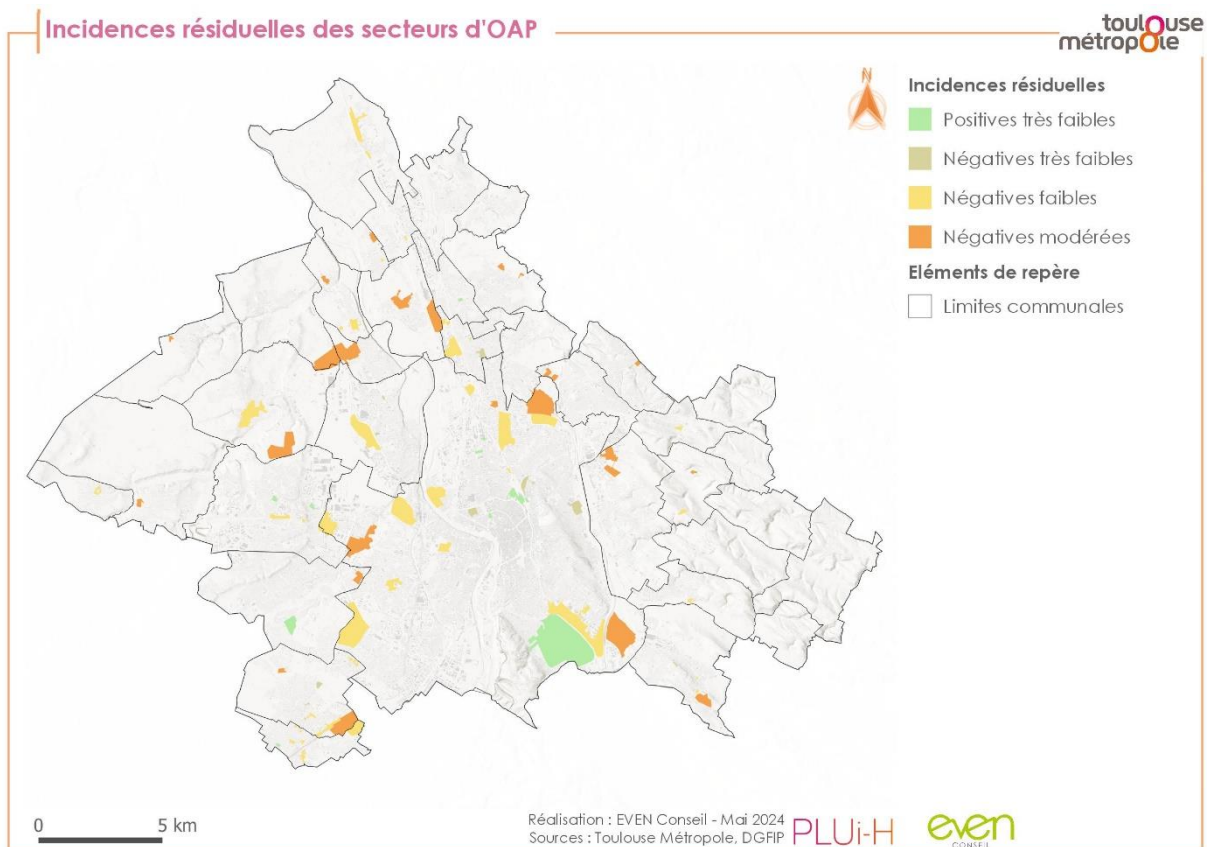 Incidences résiduelles des secteurs d'OAP
toulouse
métropole
N
Incidences résiduelles
Positives très faibles
Négatives très faibles
Négatives faibles
Négatives modérées
Eléments de repère
Limites communales
0 5 km
Réalisation : EVEN Conseil - Mai 2024
Sources : Toulouse Métropole, DGFIP
PLUi-H
even
CONSEIL